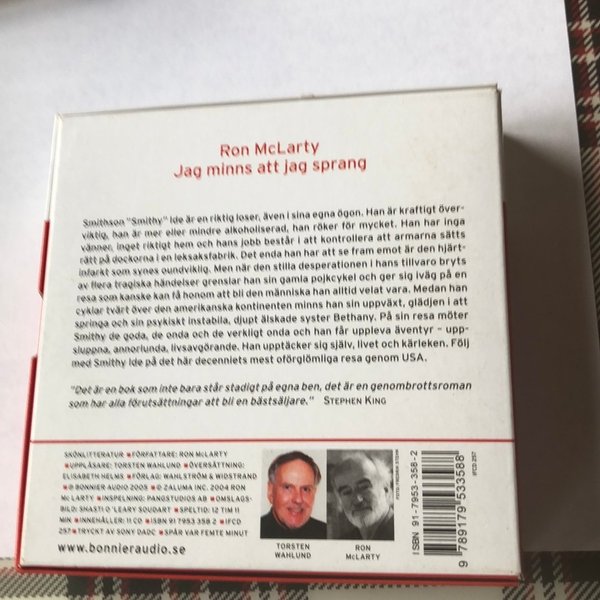 Ron McLarty
Jag minns att jag sprang
Smithson "Smithy" Ide är en riktig loser, även i sina egna ögon. Han är kraftigt över-
viktig, han är mer eller mindre alkoholiserad, han röker för mycket. Han har inga
vänner, inget riktigt hem och hans jobb består i att kontrollera att armarna sätts
rätt på dockorna i en leksaksfabrik. Det enda han har att se fram emot är den hjärt-
infarkt som synes oundviklig. Men när den stilla desperationen i hans tillvaro bryts
av flera tragiska händelser grenslar han sin gamla pojkcykel och ger sig iväg på en
resa som kanske kan få honom att bli den människa han alltid velat vara. Medan han
cyklar tvärt över den amerikanska kontinenten minns han sin uppväxt, glädjen i att
springa och sin psykiskt instabila, djupt älskade syster Bethany. På sin resa möter
Smithy de goda, de onda och de verkligt onda och han får uppleva äventyr – upp-
sluppna, annorlunda, livsavgörande. Han upptäcker sig själv, livet och kärleken. Följ
med Smithy Ide på det här decenniets mest oförglömliga resa genom USA.
"Det är en bok som inte bara står stadigt på egna ben, det är en genombrottsroman
som har alla förutsättningar att bli en bästsäljare." STEPHEN KING
SKÖNLITTERATUR ■ FÖRFATTARE: RON McLARTY
■ UPPLÄSARE: TORSTEN WAHLUND ■ ÖVERSÄTTNING:
ELISABETH HELMS ■ FÖRLAG: WAHLSTRÖM & WIDSTRAND
■ ℗ BONNIER AUDIO 2005 ■ © ZALUMA INC. 2004 RON
McLARTY ■ INSPELNING: PANGSTUDIOS AB ■ OMSLAGS-
BILD: SHASTI O'LEARY SOUDANT ■ SPELTID: 12 TIM 11
MIN ■ INNEHÅLLER: 11 CD ■ ISBN 91 7953 358 2 ■ IFCD
257 ■ TRYCKT AV SONY DADC ■ SPÅR VAR FEMTE MINUT
www.bonnieraudio.se
TORSTEN
WAHLUND
RON
McLARTY
ISBN 91-7953-358-2
9 789179 533588
IFCD 257